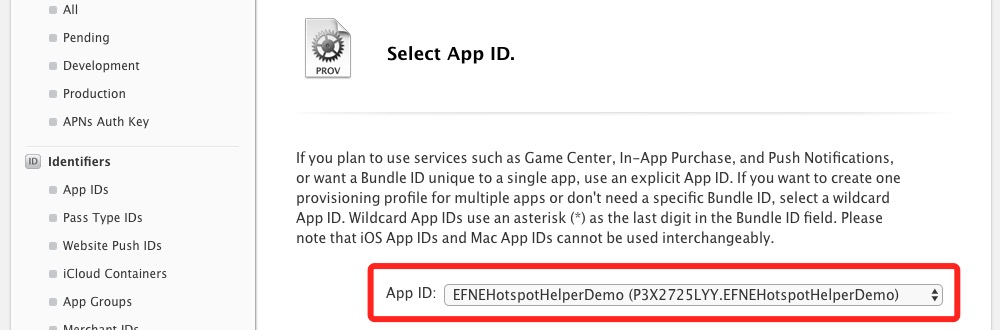 All
Pending
Development
Production
APNs Auth Key
ID Identifiers
App IDs
Pass Type IDs
Website Push IDs
iCloud Containers
App Groups
Merchant IDs
PROV
Select App ID.
If you plan to use services such as Game Center, In-App Purchase, and Push Notifications,
or want a Bundle ID unique to a single app, use an explicit App ID. If you want to create one
provisioning profile for multiple apps or don't need a specific Bundle ID, select a wildcard
App ID. Wildcard App IDs use an asterisk (*) as the last digit in the Bundle ID field. Please
note that iOS App IDs and Mac App IDs cannot be used interchangeably.
App ID: EFNEHotspotHelperDemo (P3X2725LYY.EFNEHotspotHelperDemo)